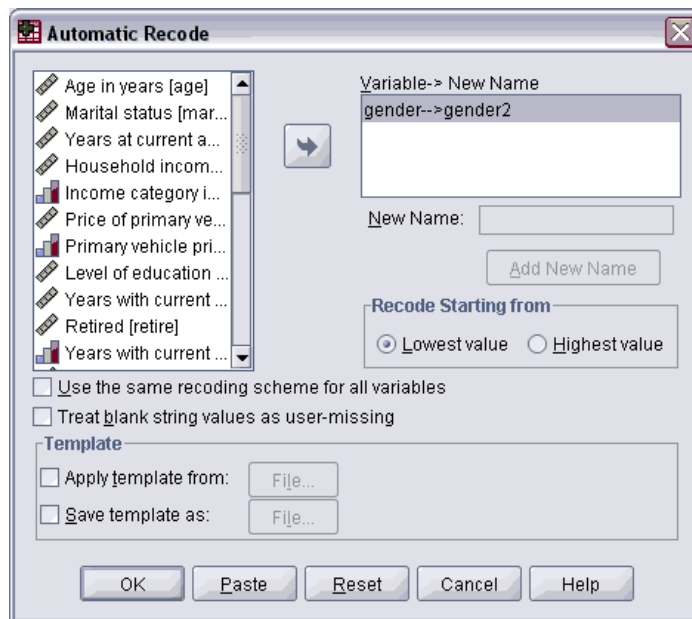 Automatic Recode
Age in years [age]
Marital status [mar...
Years at current a...
Household incom...
Income category i...
Price of primary ve...
Primary vehicle pri...
Level of education ...
Years with current ...
Retired [retire]
Years with current ...
Variable-> New Name
gender-->gender2
New Name:
Add New Name
Recode Starting from
Lowest value Highest value
Use the same recoding scheme for all variables
Treat blank string values as user-missing
Template
Apply template from: File...
Save template as: File...
OK Paste Reset Cancel Help